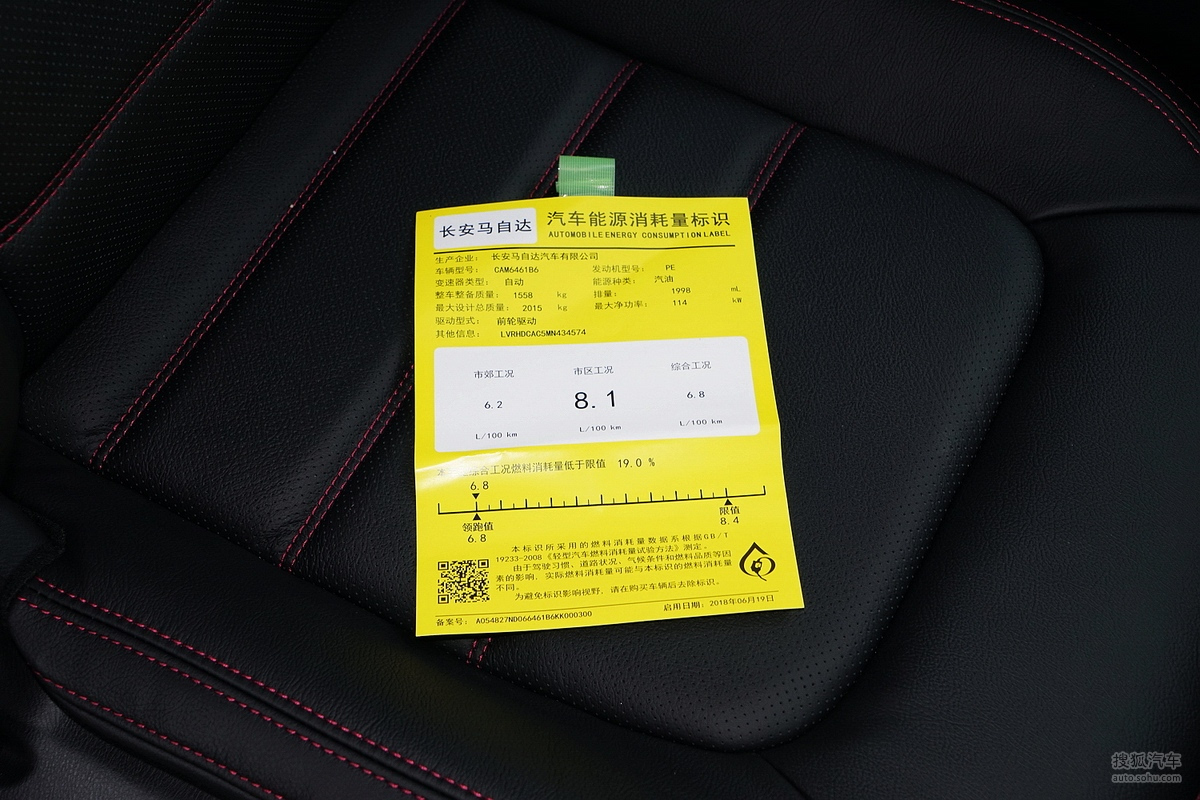 长安马自达 汽车能源消耗量标识
AUTOMOBILE ENERGY CONSUMPTION LABEL
生产企业： 长安马自达汽车有限公司
车辆型号： CAM6461B6 发动机型号： PE
变速器类型： 自动 能源种类： 汽油
整车整备质量： 1558 kg 排量： 1998 mL
最大设计总质量： 2015 kg 最大净功率： 114 kW
驱动型式： 前轮驱动
其他信息： LVRHDCAC5MN434574
市郊工况 市区工况 综合工况
6.2 8.1 6.8
L/100 km L/100 km L/100 km
综合工况燃料消耗量低于限值 19.0 %
6.8
领跑值 限值
6.8 8.4
本标识所采用的燃料消耗量数据系根据GB/T
19233-2008《轻型汽车燃料消耗量试验方法》测定。
由于驾驶习惯、道路状况、气候条件和燃料品质等因
素的影响，实际燃料消耗量可能与本标识的燃料消耗量
不同。
为避免标识影响视野，请在购买车辆后去除标识。
备案号： A054827ND066461B6KK000300 启用日期：2018年06月19日
搜狐汽车
auto.sohu.com